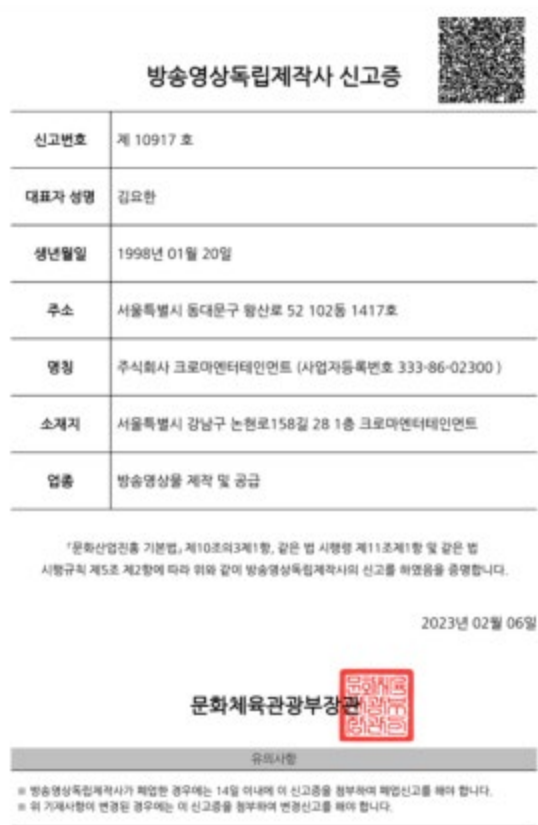 방송영상독립제작사 신고증
신고번호 제 10917 호
대표자 성명 김요한
생년월일 1998년 01월 20일
주소 서울특별시 동대문구 왕산로 52 102동 1417호
명칭 주식회사 크로마엔터테인먼트 (사업자등록번호 333-86-02300 )
소재지 서울특별시 강남구 논현로158길 28 1층 크로마엔터테인먼트
업종 방송영상물 제작 및 공급
「문화산업진흥 기본법」 제10조의3제1항, 같은 법 시행령 제11조제1항 및 같은 법
시행규칙 제5조 제2항에 따라 위와 같이 방송영상독립제작사의 신고를 하였음을 증명합니다.
2023년 02월 06일
문화체육관광부장관
유의사항
※ 방송영상독립제작사가 폐업한 경우에는 14일 이내에 이 신고증을 첨부하여 폐업신고를 해야 합니다.
※ 위 기재사항이 변경된 경우에는 이 신고증을 첨부하여 변경신고를 해야 합니다.